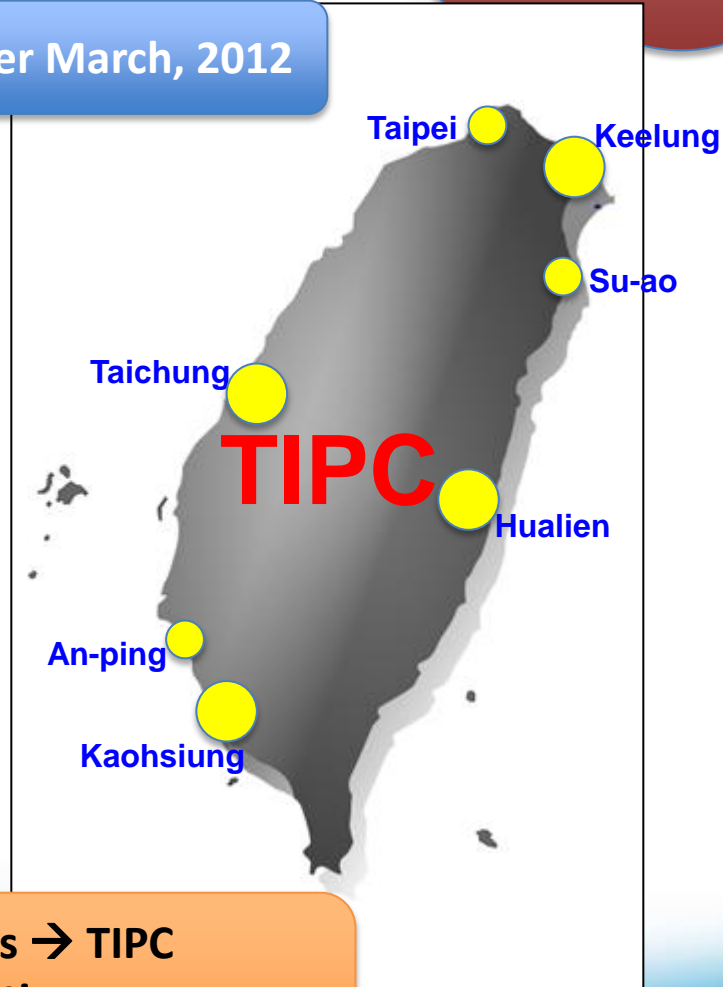 er March, 2012
Taipei
Keelung
Su-ao
Taichung
TIPC
Hualien
An-ping
Kaohsiung
s → TIPC